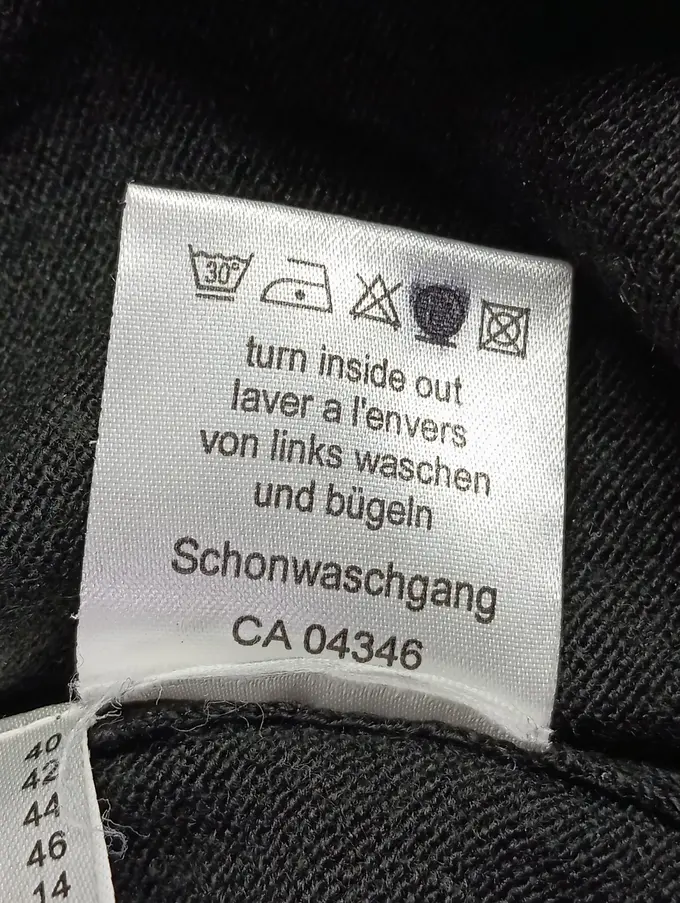 30°
turn inside out
laver a l'envers
von links waschen
und bügeln
Schonwaschgang
CA 04346
40
42
44
46
14